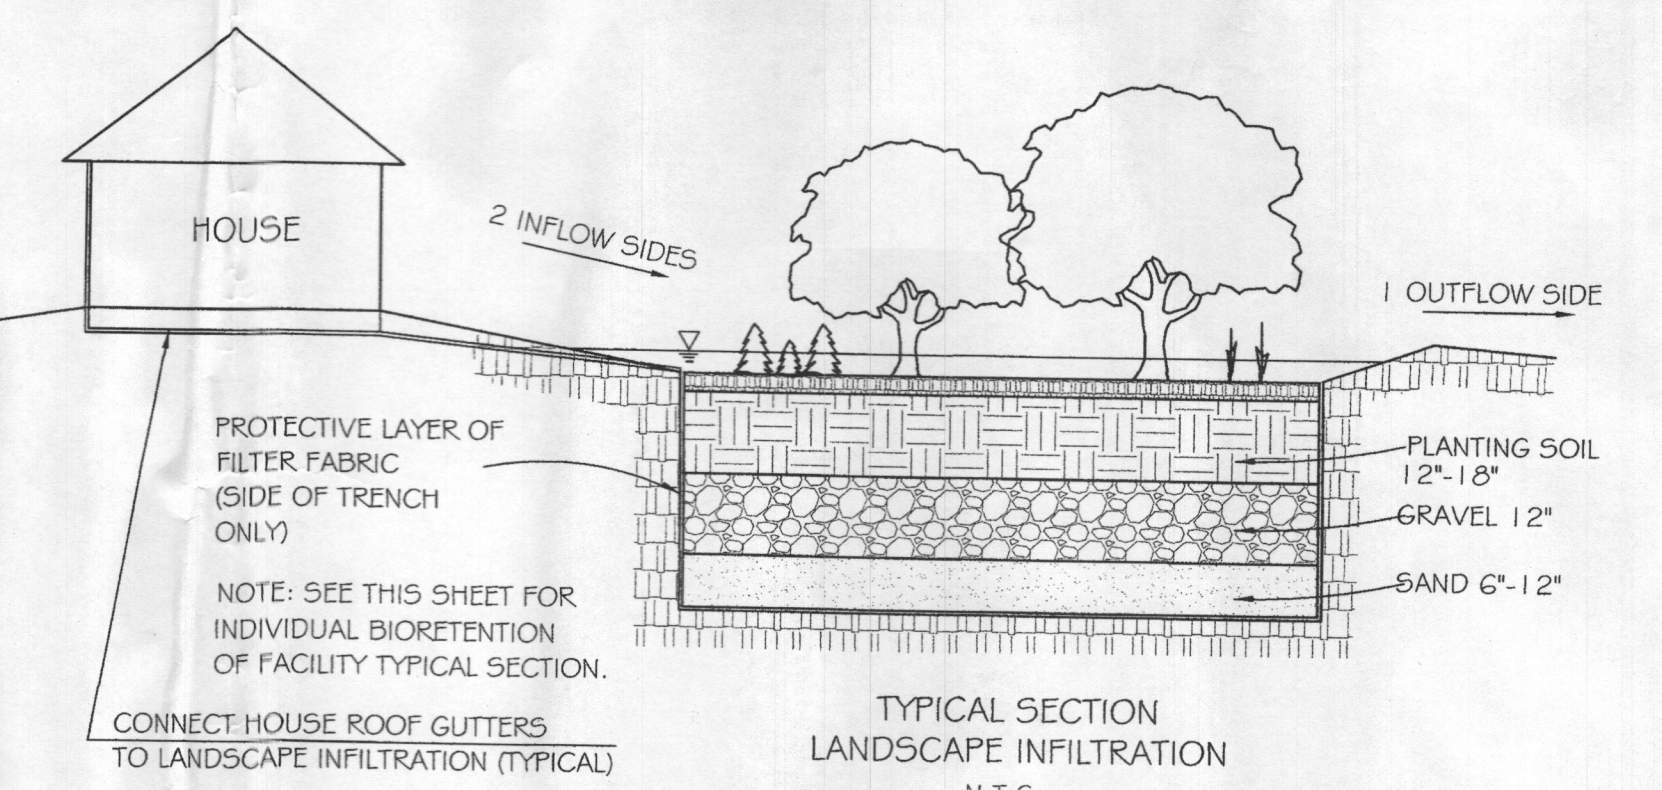 HOUSE
2 INFLOW SIDES
1 OUTFLOW SIDE
PROTECTIVE LAYER OF
FILTER FABRIC
(SIDE OF TRENCH
ONLY)
PLANTING SOIL
12"-18"
GRAVEL 12"
SAND 6"-12"
NOTE: SEE THIS SHEET FOR
INDIVIDUAL BIORETENTION
OF FACILITY TYPICAL SECTION.
CONNECT HOUSE ROOF GUTTERS
TO LANDSCAPE INFILTRATION (TYPICAL)
TYPICAL SECTION
LANDSCAPE INFILTRATION